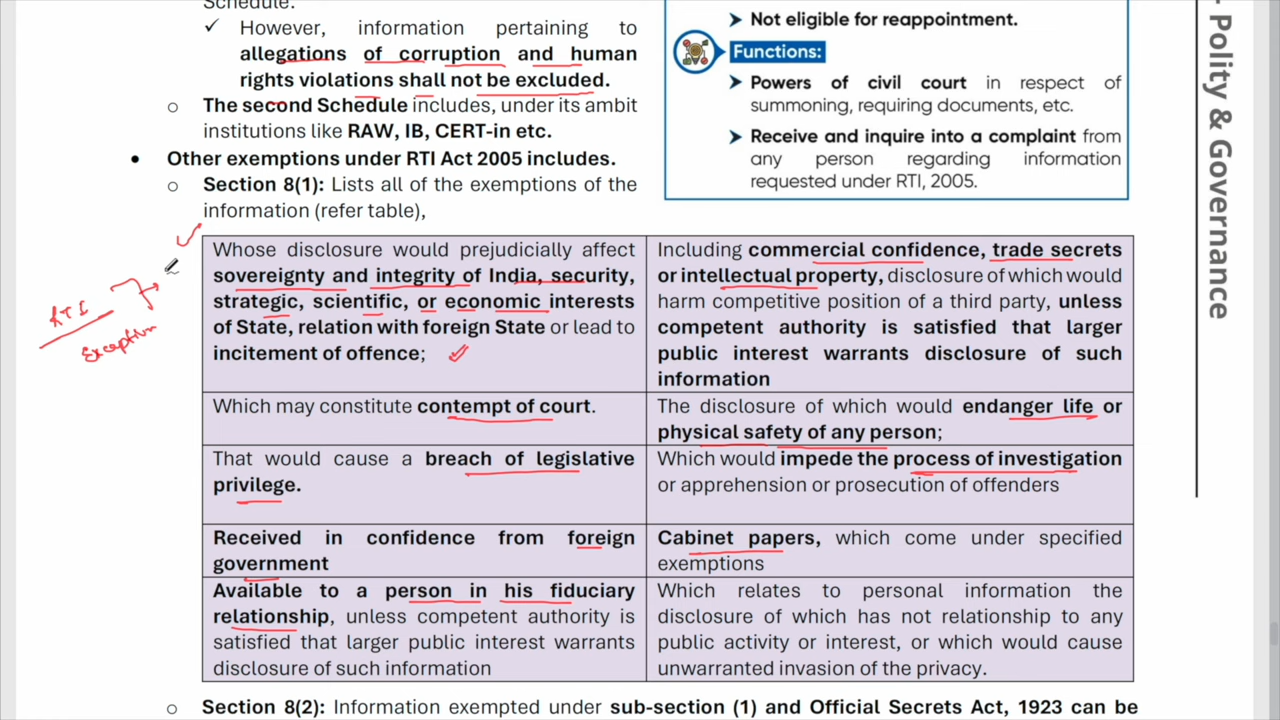 Schedule.
✓ However, information pertaining to
allegations of corruption and human
rights violations shall not be excluded.
o The second Schedule includes, under its ambit
institutions like RAW, IB, CERT-in etc.
• Other exemptions under RTI Act 2005 includes.
o Section 8(1): Lists all of the exemptions of the
information (refer table),
➤ Not eligible for reappointment.
Functions:
➤ Powers of civil court in respect of
summoning, requiring documents, etc.
➤ Receive and inquire into a complaint from
any person regarding information
requested under RTI, 2005.
Polity & Governance
RTI
Exception
Whose disclosure would prejudicially affect
sovereignty and integrity of India, security,
strategic, scientific, or economic interests
of State, relation with foreign State or lead to
incitement of offence;
Including commercial confidence, trade secrets
or intellectual property, disclosure of which would
harm competitive position of a third party, unless
competent authority is satisfied that larger
public interest warrants disclosure of such
information
Which may constitute contempt of court.
The disclosure of which would endanger life or
physical safety of any person;
That would cause a breach of legislative
privilege.
Which would impede the process of investigation
or apprehension or prosecution of offenders
Received in confidence from foreign
government
Cabinet papers, which come under specified
exemptions
Available to a person in his fiduciary
relationship, unless competent authority is
satisfied that larger public interest warrants
disclosure of such information
Which relates to personal information the
disclosure of which has not relationship to any
public activity or interest, or which would cause
unwarranted invasion of the privacy.
o Section 8(2): Information exempted under sub-section (1) and Official Secrets Act, 1923 can be